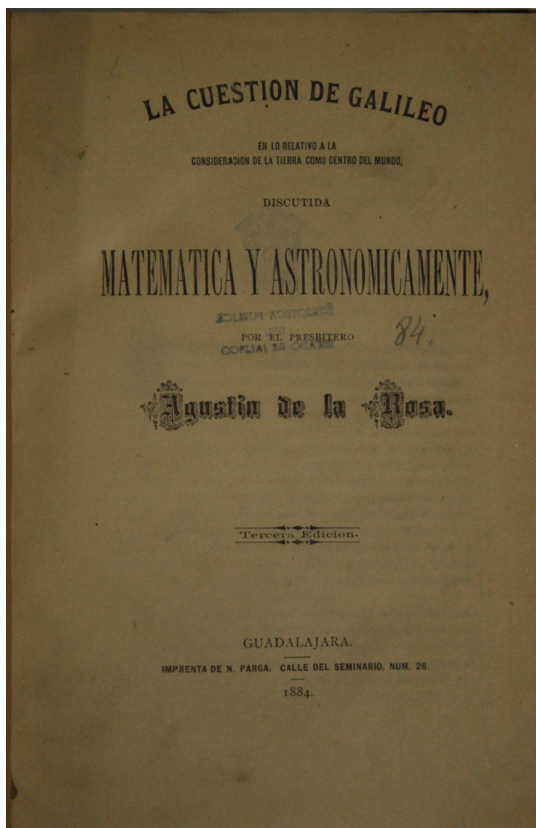 LA CUESTION DE GALILEO
EN LO RELATIVO A LA
CONSIDERACION DE LA TIERRA COMO CENTRO DEL MUNDO,
DISCUTIDA
MATEMATICA Y ASTRONOMICAMENTE,
POR EL PRESBITERO
84.
Agustin de la Rosa.
Tercera Edicion.
GUADALAJARA.
IMPRENTA DE N. PARGA. CALLE DEL SEMINARIO, NUM. 26.
1884.